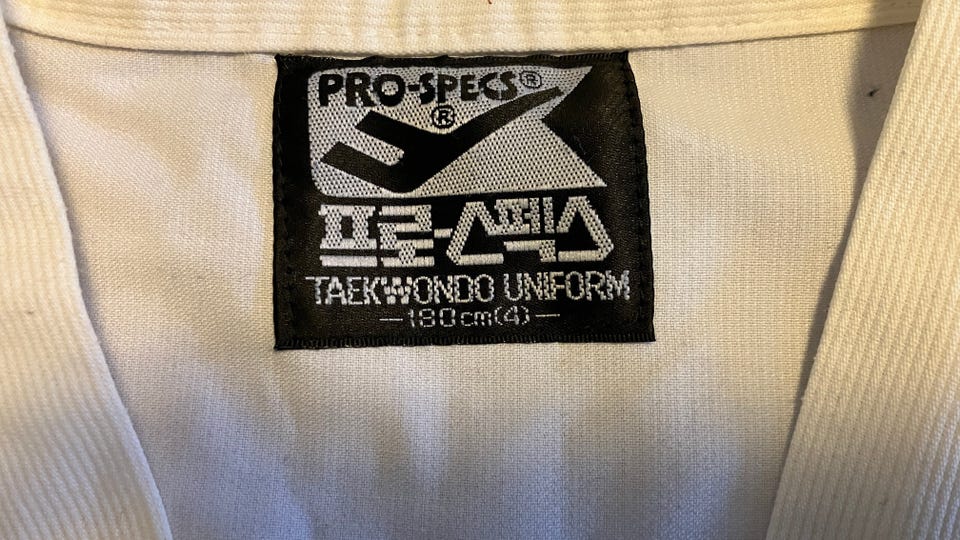 PRO-SPECS®
®
프로-스펙스
TAEKWONDO UNIFORM
—180cm(4)—